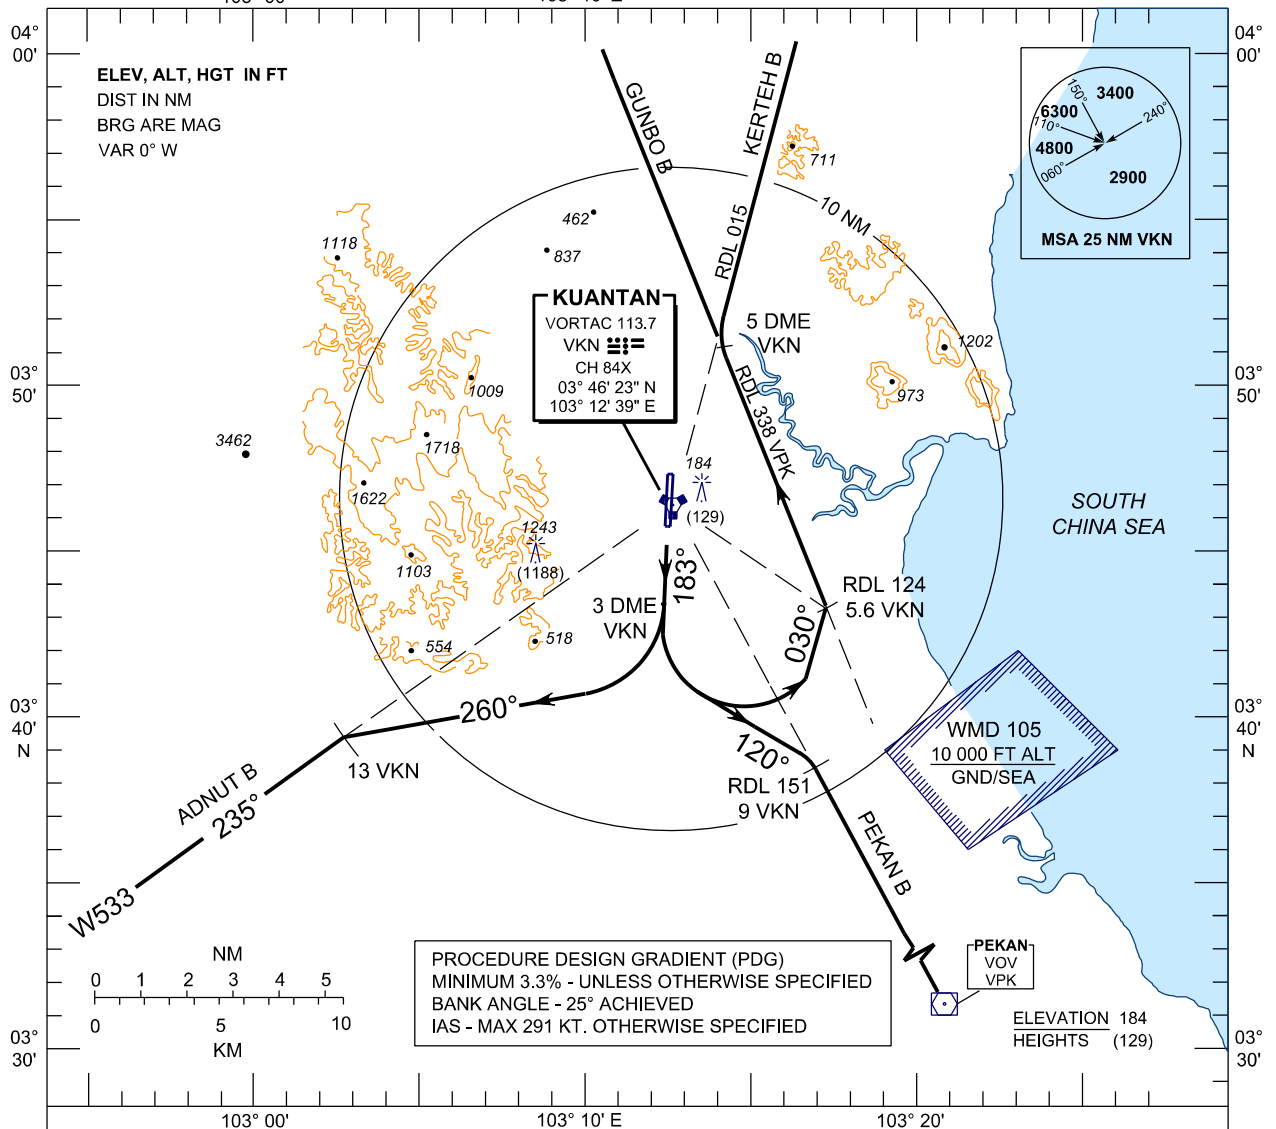 04°
00'
04°
00'
ELEV, ALT, HGT IN FT
DIST IN NM
BRG ARE MAG
VAR 0° W
GUNBO B
KERTEH B
RDL 015
711
10 NM
150°
3400
6300
110°
240°
4800
060°
2900
MSA 25 NM VKN
462
837
1118
KUANTAN
VORTAC 113.7
VKN
CH 84X
03° 46' 23" N
103° 12' 39" E
5 DME
VKN
RDL 338 VPK
1202
973
1009
03°
50'
03°
50'
3462
1718
1622
184
(129)
SOUTH
CHINA SEA
1243
(1188)
1103
183°
3 DME
VKN
RDL 124
5.6 VKN
030°
554
518
260°
120°
03°
40'
N
03°
40'
N
13 VKN
RDL 151
9 VKN
WMD 105
10 000 FT ALT
GND/SEA
ADNUT B
235°
W533
PEKAN B
NM
0 1 2 3 4 5
0 5 10
KM
PROCEDURE DESIGN GRADIENT (PDG)
MINIMUM 3.3% - UNLESS OTHERWISE SPECIFIED
BANK ANGLE - 25° ACHIEVED
IAS - MAX 291 KT. OTHERWISE SPECIFIED
PEKAN
VOV
VPK
ELEVATION 184
HEIGHTS (129)
03°
30'
03°
30'
103° 00'
103° 10' E
103° 20'